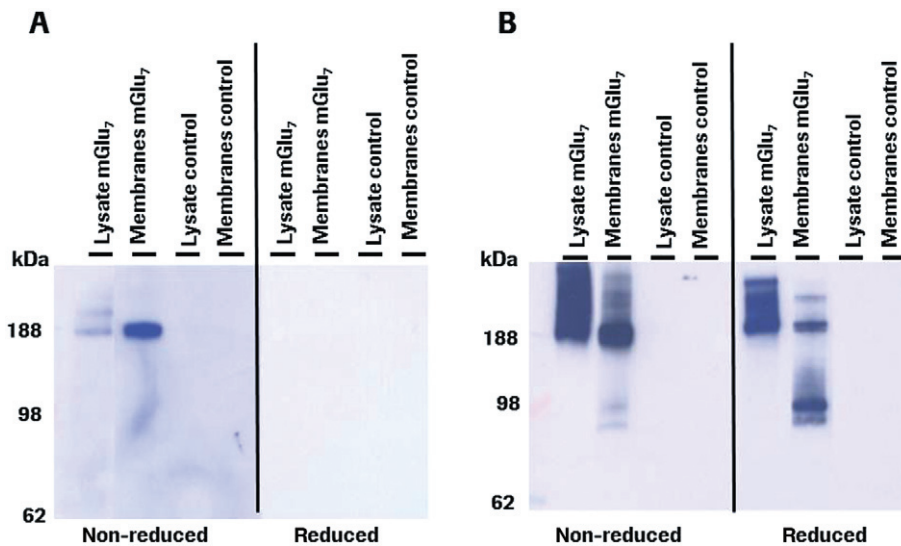 A
Lysate mGlu₇
Membranes mGlu₇
Lysate control
Membranes control
Lysate mGlu₇
Membranes mGlu₇
Lysate control
Membranes control
kDa
188
98
62
Non-reduced
Reduced
B
Lysate mGlu₇
Membranes mGlu₇
Lysate control
Membranes control
Lysate mGlu₇
Membranes mGlu₇
Lysate control
Membranes control
kDa
188
98
62
Non-reduced
Reduced